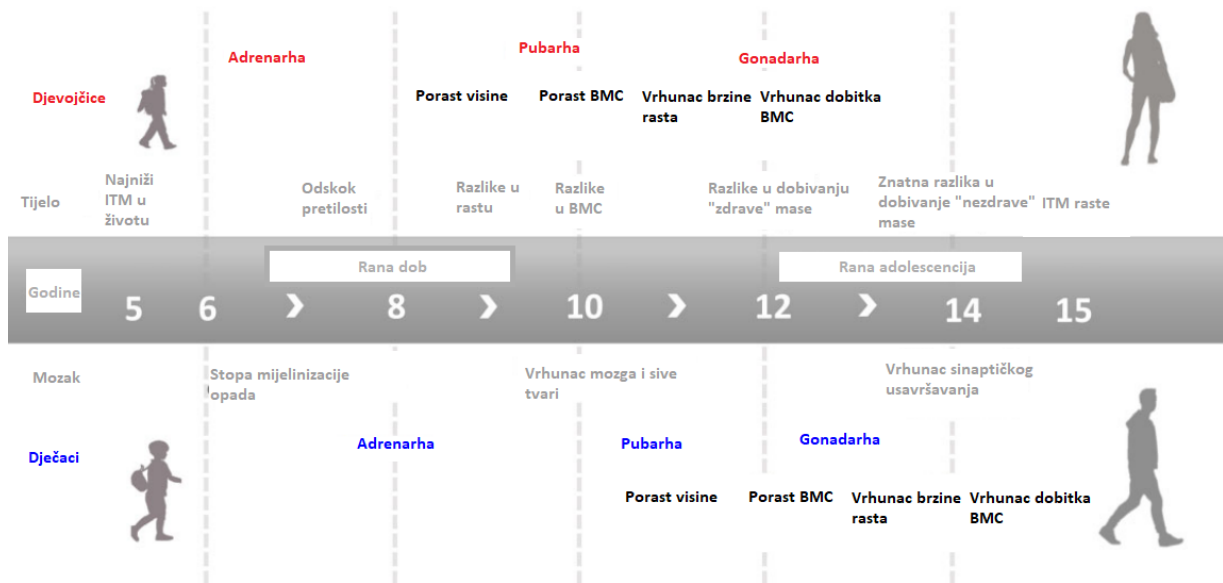 Adrenarha
Pubarha
Gonadarha
Djevojčice
Porast visine
Porast BMC
Vrhunac brzine
rasta
Vrhunac dobitka
BMC
Tijelo
Najniži
ITM u
životu
Odskok
pretilosti
Razlike u
rastu
Razlike
u BMC
Razlike u dobivanju
"zdrave" mase
Znatna razlika u
dobivanje "nezdrave"
mase
ITM raste
Rana dob
Rana adolescencija
Godine
5 6 › 8 › 10 › 12 › 14 15
Mozak
Stopa mijelinizacije
opada
Vrhunac mozga i sive
tvari
Vrhunac sinaptičkog
usavršavanja
Dječaci
Adrenarha
Pubarha
Gonadarha
Porast visine
Porast BMC
Vrhunac brzine
rasta
Vrhunac dobitka
BMC